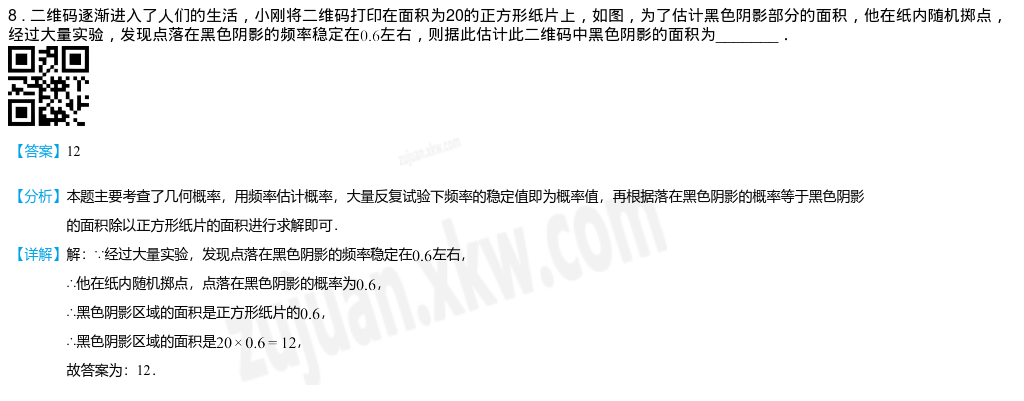 8．二维码逐渐进入了人们的生活，小刚将二维码打印在面积为20的正方形纸片上，如图，为了估计黑色阴影部分的面积，他在纸内随机掷点，
经过大量实验，发现点落在黑色阴影的频率稳定在0.6左右，则据此估计此二维码中黑色阴影的面积为_______．
【答案】12
zujuan.xkw.com
【分析】本题主要考查了几何概率，用频率估计概率，大量反复试验下频率的稳定值即为概率值，再根据落在黑色阴影的概率等于黑色阴影
的面积除以正方形纸片的面积进行求解即可．
【详解】解：∵经过大量实验，发现点落在黑色阴影的频率稳定在0.6左右，
∴他在纸内随机掷点，点落在黑色阴影的概率为0.6，
∴黑色阴影区域的面积是正方形纸片的0.6，
∴黑色阴影区域的面积是20×0.6=12，
故答案为：12．
zujuan.xkw.com